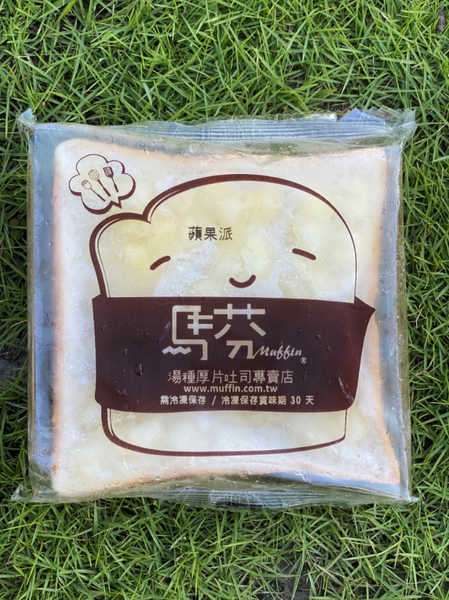 蘋果派
馬芬 Muffin ®
湯種厚片吐司專賣店
www.muffin.com.tw
需冷凍保存 / 冷凍保存賞味期 30 天